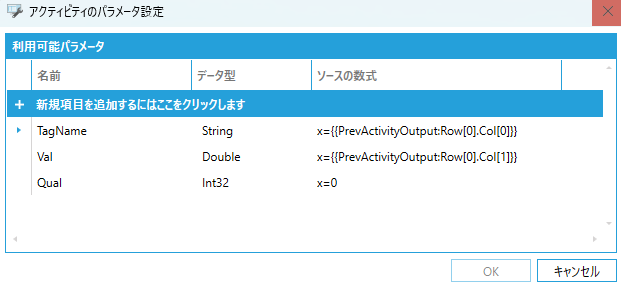 アクティビティのパラメータ設定
利用可能パラメータ
名前 データ型 ソースの数式
+ 新規項目を追加するにはここをクリックします
TagName String x={{PrevActivityOutput:Row[0].Col[0]}}
Val Double x={{PrevActivityOutput:Row[0].Col[1]}}
Qual Int32 x=0
OK キャンセル